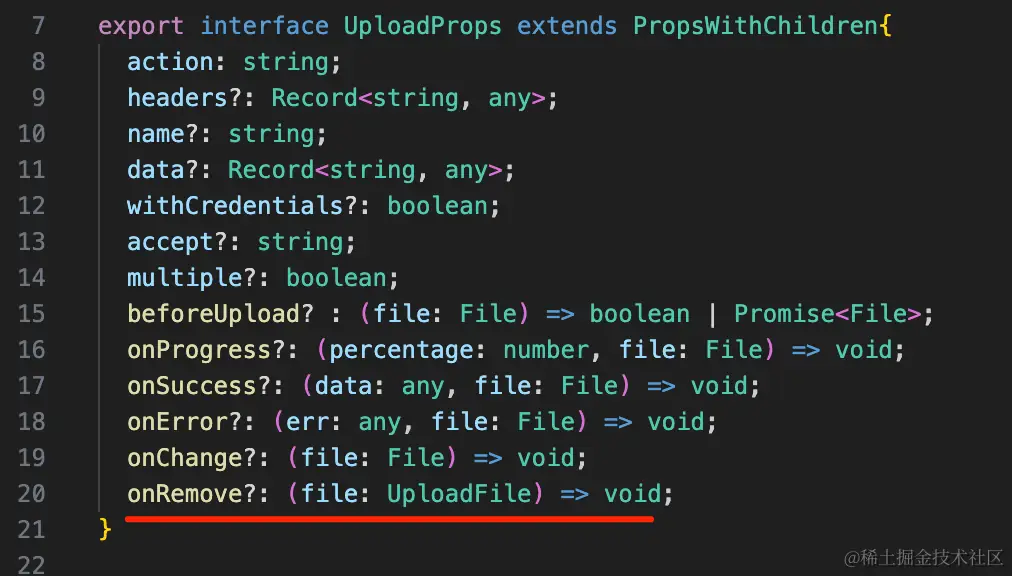 7 export interface UploadProps extends PropsWithChildren{
8 action: string;
9 headers?: Record<string, any>;
10 name?: string;
11 data?: Record<string, any>;
12 withCredentials?: boolean;
13 accept?: string;
14 multiple?: boolean;
15 beforeUpload? : (file: File) => boolean | Promise<File>;
16 onProgress?: (percentage: number, file: File) => void;
17 onSuccess?: (data: any, file: File) => void;
18 onError?: (err: any, file: File) => void;
19 onChange?: (file: File) => void;
20 onRemove?: (file: UploadFile) => void;
21 }
22
@稀土掘金技术社区